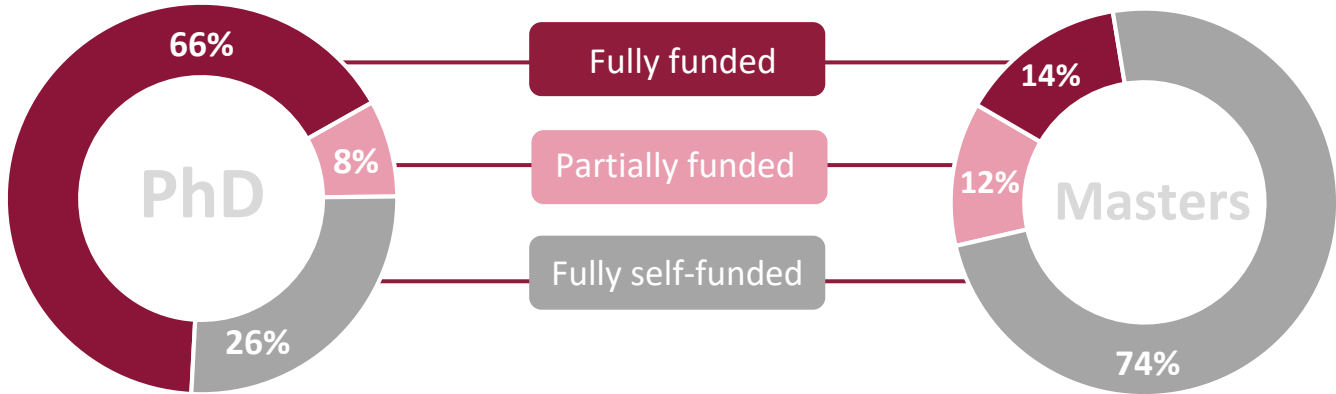 66%
Fully funded
14%
8%
Partially funded
12%
PhD
Masters
Fully self-funded
26%
74%